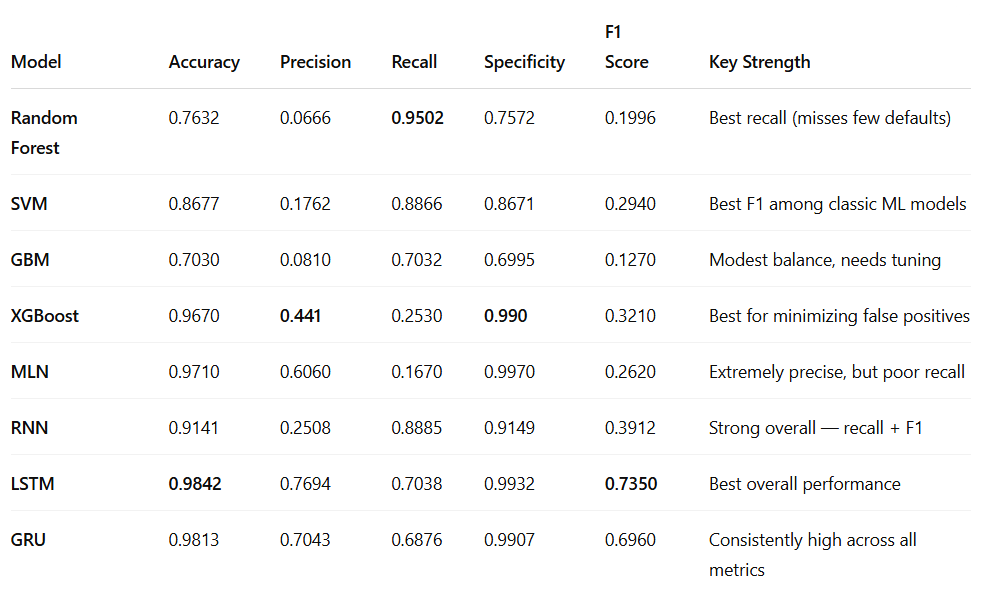 Model Accuracy Precision Recall Specificity F1 Score Key Strength
Random Forest 0.7632 0.0666 0.9502 0.7572 0.1996 Best recall (misses few defaults)
SVM 0.8677 0.1762 0.8866 0.8671 0.2940 Best F1 among classic ML models
GBM 0.7030 0.0810 0.7032 0.6995 0.1270 Modest balance, needs tuning
XGBoost 0.9670 0.441 0.2530 0.990 0.3210 Best for minimizing false positives
MLN 0.9710 0.6060 0.1670 0.9970 0.2620 Extremely precise, but poor recall
RNN 0.9141 0.2508 0.8885 0.9149 0.3912 Strong overall — recall + F1
LSTM 0.9842 0.7694 0.7038 0.9932 0.7350 Best overall performance
GRU 0.9813 0.7043 0.6876 0.9907 0.6960 Consistently high across all metrics